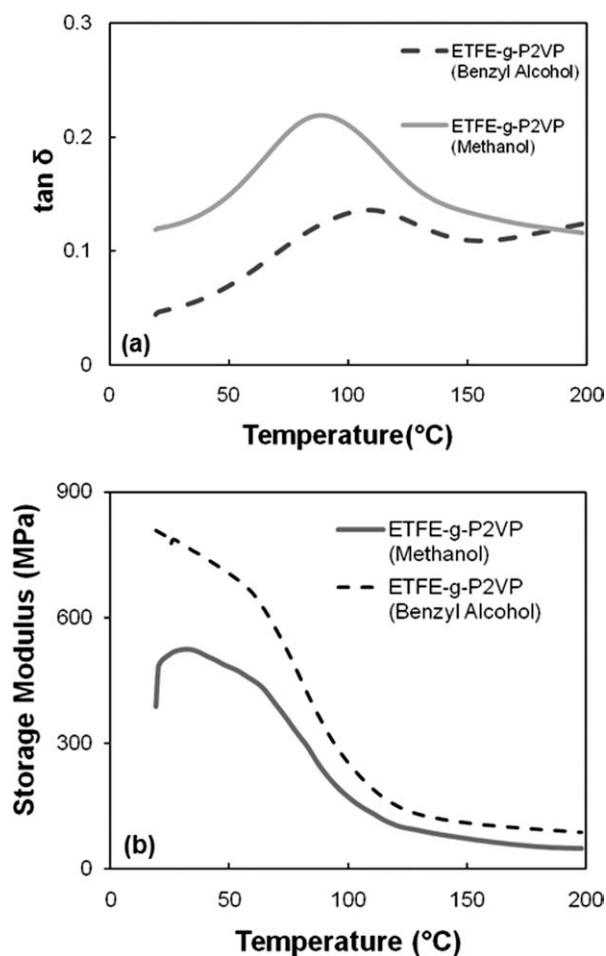 0.3
0.2
0.1
0
tan δ
ETFE-g-P2VP
(Benzyl Alcohol)
ETFE-g-P2VP
(Methanol)
(a)
0 50 100 150 200
Temperature(°C)
900
600
300
0
Storage Modulus (MPa)
ETFE-g-P2VP
(Methanol)
ETFE-g-P2VP
(Benzyl Alcohol)
(b)
0 50 100 150 200
Temperature (°C)